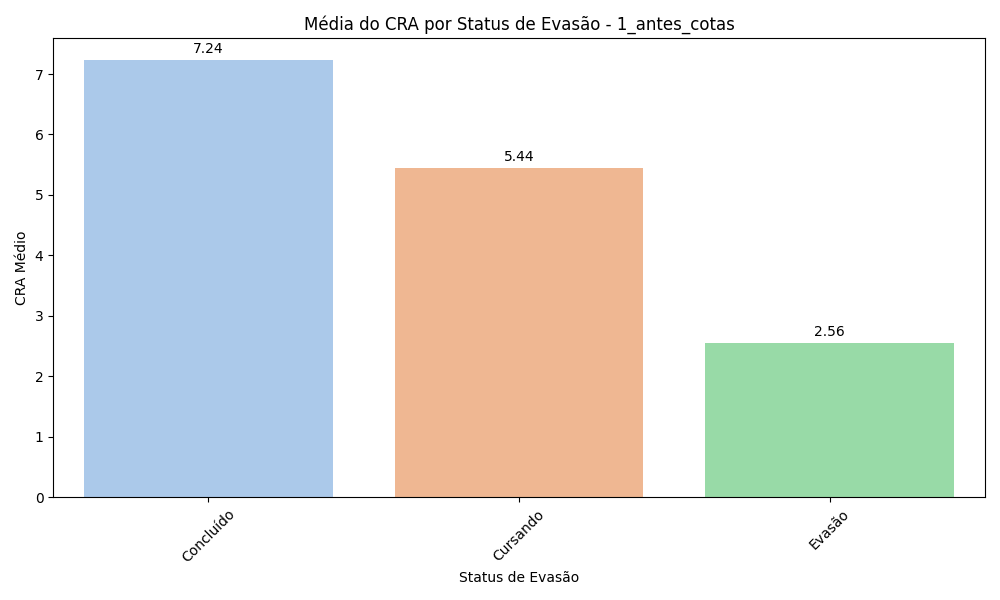 Média do CRA por Status de Evasão - 1_antes_cotas
7.24
5.44
2.56
7
6
5
4
3
2
1
0
CRA Médio
Concluído
Cursando
Evasão
Status de Evasão